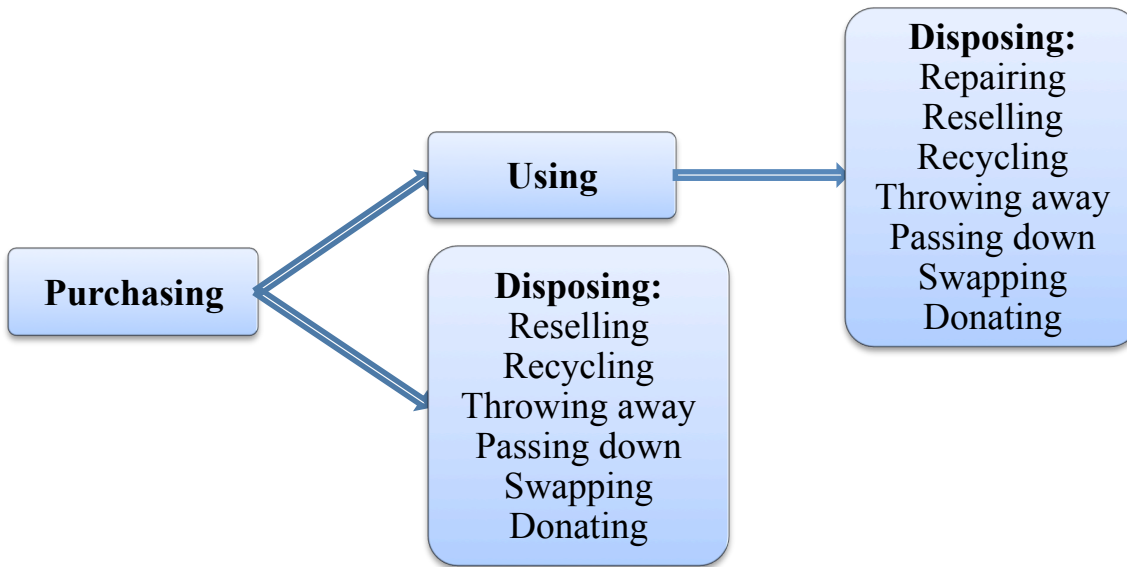 Purchasing
Using
Disposing:
Reselling
Recycling
Throwing away
Passing down
Swapping
Donating
Disposing:
Repairing
Reselling
Recycling
Throwing away
Passing down
Swapping
Donating